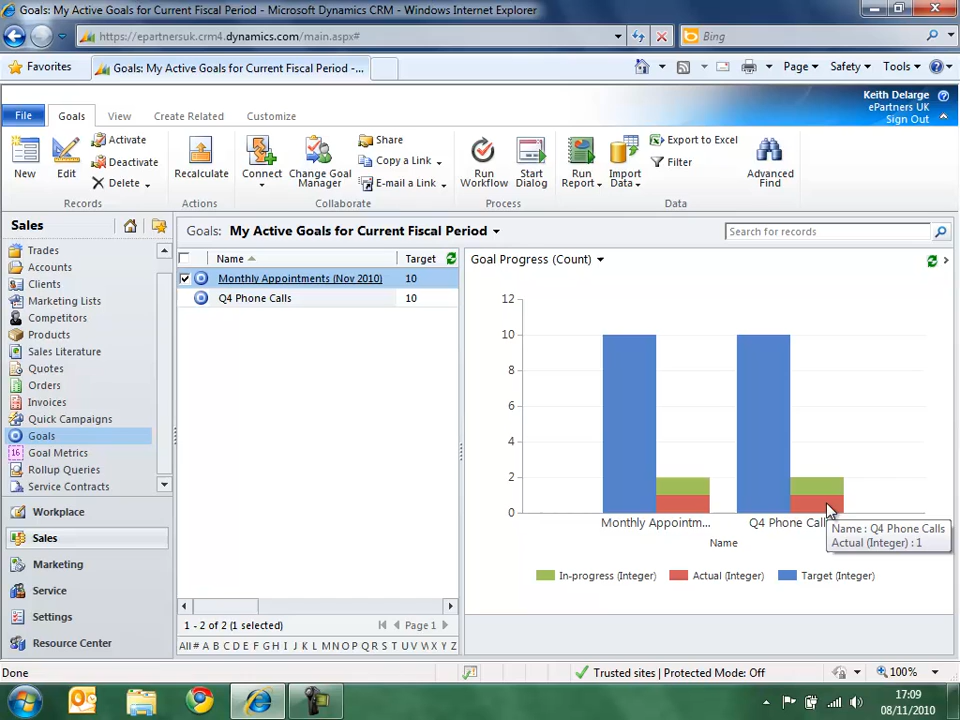 Goals: My Active Goals for Current Fiscal Period - Microsoft Dynamics CRM - Windows Internet Explorer
https://epartnersuk.crm4.dynamics.com/main.aspx#
Bing
Favorites
Goals: My Active Goals for Current Fiscal Period -...
Page
Safety
Tools
File
Goals
View
Create Related
Customize
Keith Delarge
ePartners UK
Sign Out
New
Edit
Activate
Deactivate
Delete
Records
Recalculate
Actions
Connect
Change Goal
Manager
Share
Copy a Link
E-mail a Link
Collaborate
Run
Workflow
Start
Dialog
Process
Run
Report
Import
Data
Export to Excel
Filter
Advanced
Find
Data
Sales
Trades
Accounts
Clients
Marketing Lists
Competitors
Products
Sales Literature
Quotes
Orders
Invoices
Quick Campaigns
Goals
16 Goal Metrics
Rollup Queries
Service Contracts
Workplace
Sales
Marketing
Service
Settings
Resource Center
Goals: My Active Goals for Current Fiscal Period
Search for records
Name Target
Monthly Appointments (Nov 2010) 10
Q4 Phone Calls 10
1 - 2 of 2 (1 selected)
Page 1
All # A B C D E F G H I J K L M N O P Q R S T U V W X Y Z
Goal Progress (Count)
12
10
8
6
4
2
0
Monthly Appointm...
Q4 Phone Call
Name
Name : Q4 Phone Calls
Actual (Integer) : 1
In-progress (Integer)
Actual (Integer)
Target (Integer)
Done
Trusted sites | Protected Mode: Off
100%
17:09
08/11/2010